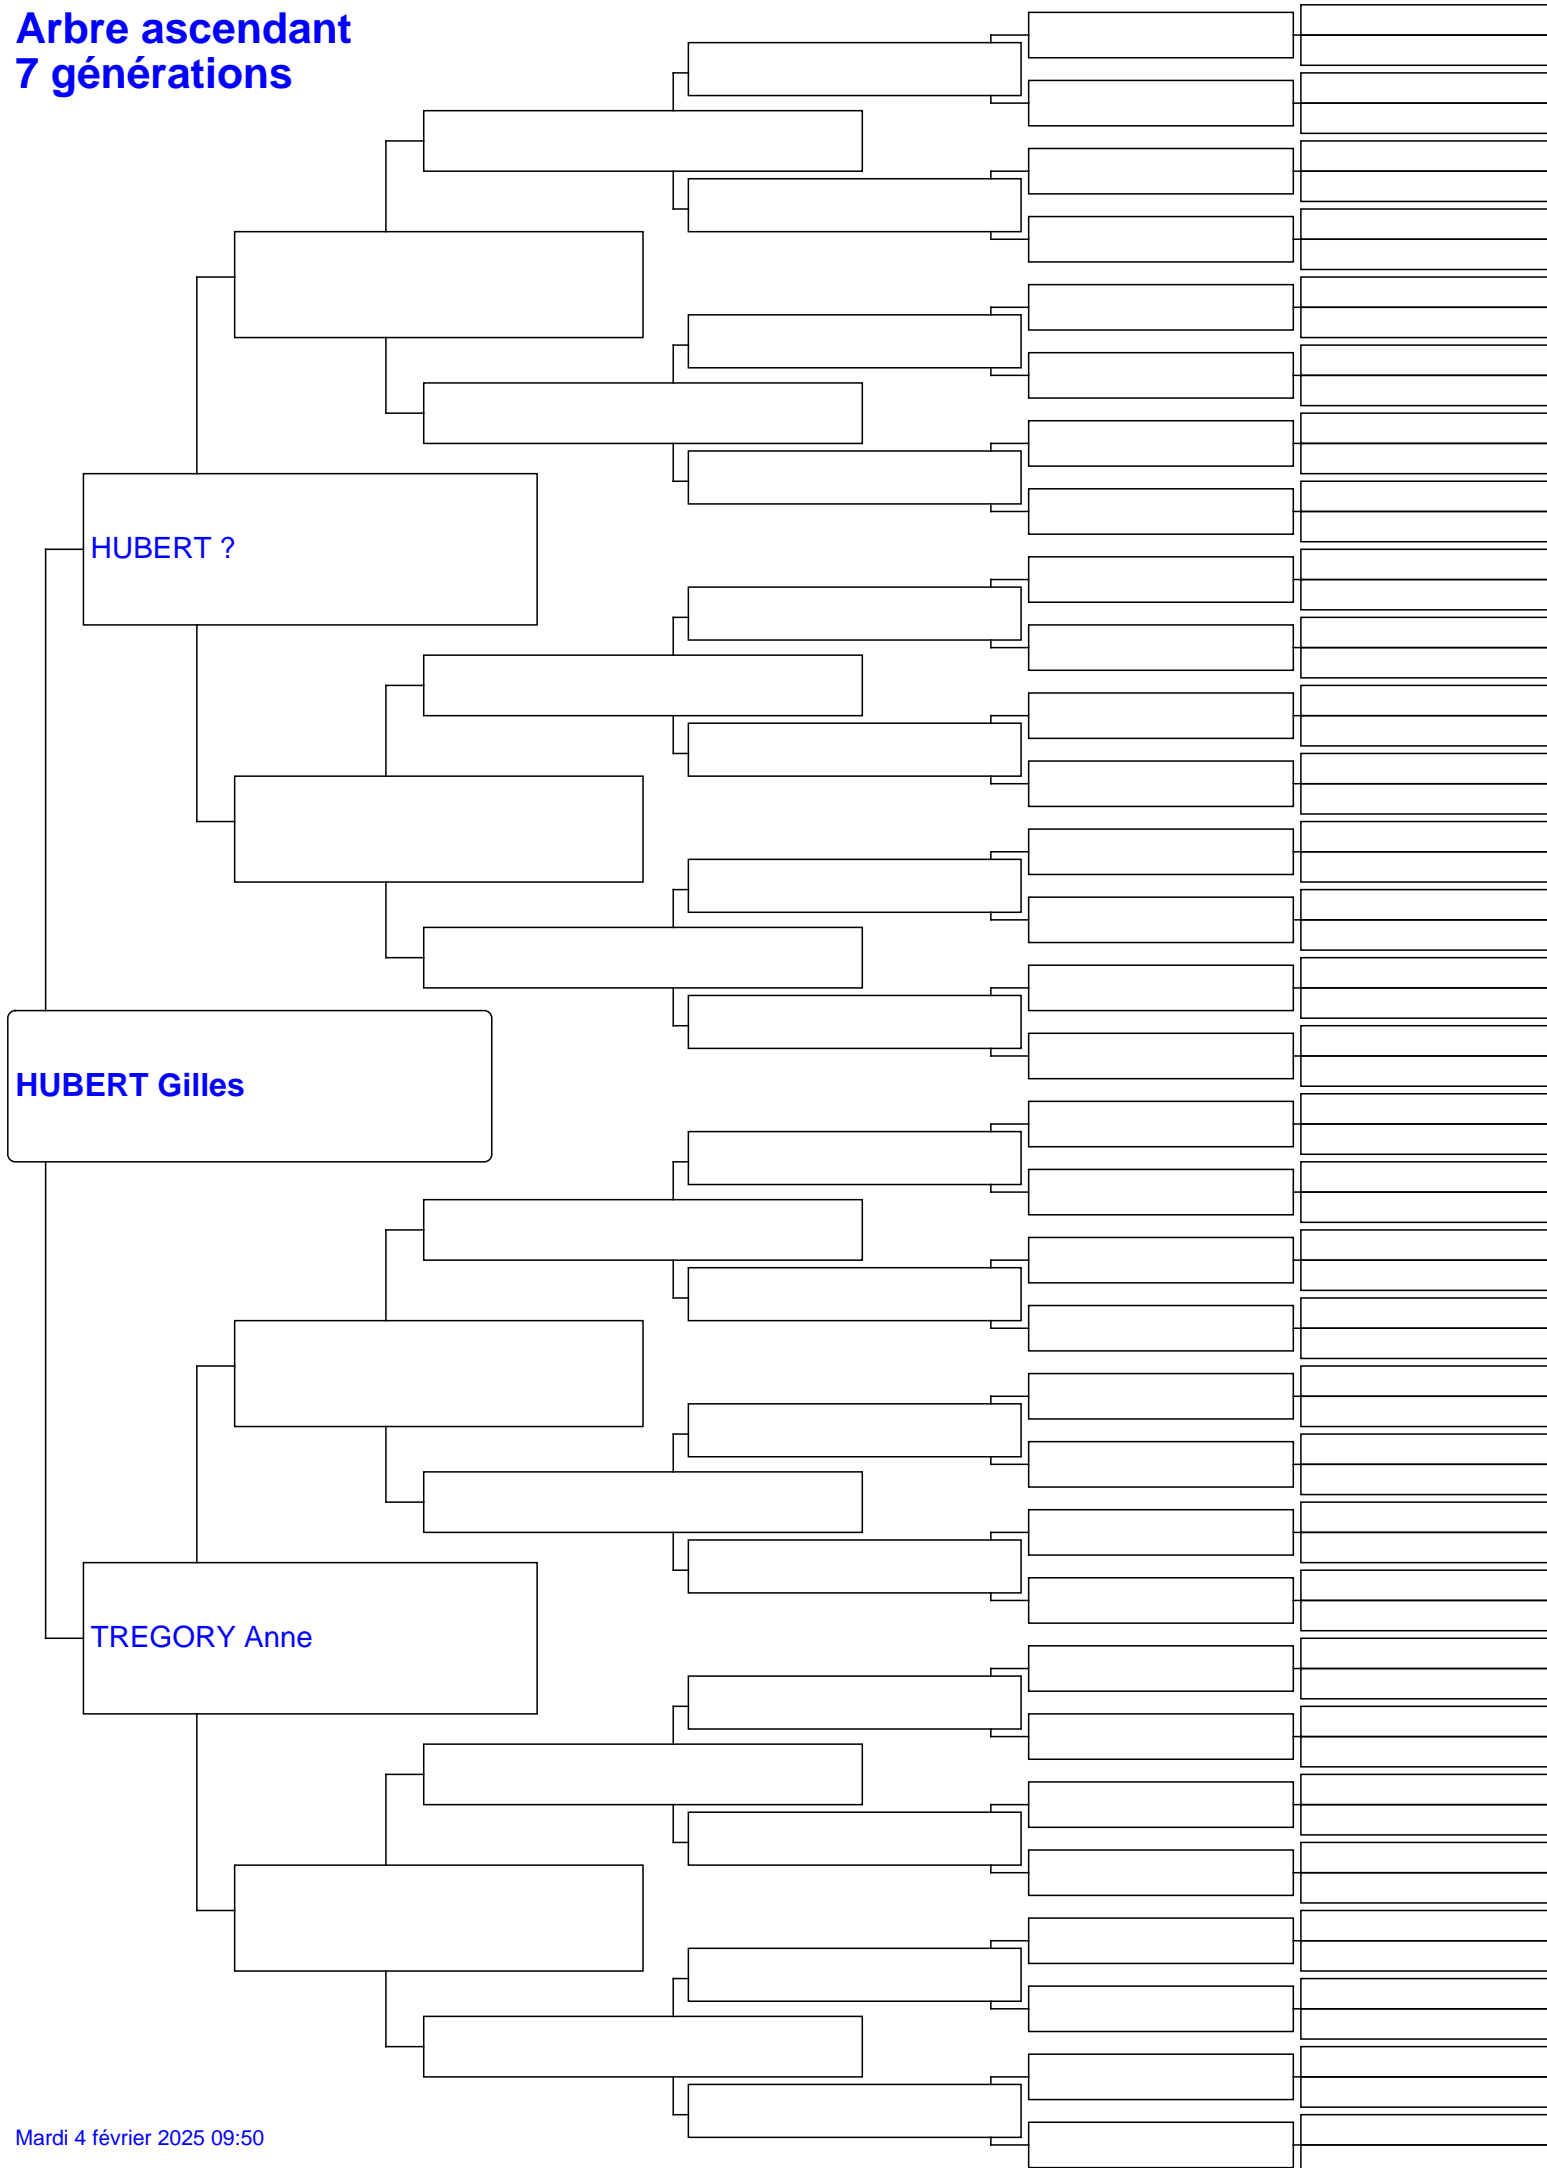 Arbre ascendant
7 générations
HUBERT ?
HUBERT Gilles
TREGORY Anne
Mardi 4 février 2025 09:50